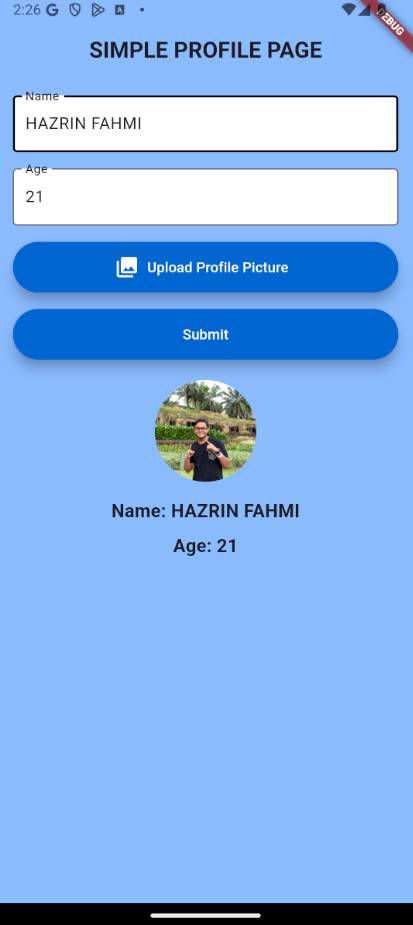 2:26
DEBUG
SIMPLE PROFILE PAGE
Name
HAZRIN FAHMI
Age
21
Upload Profile Picture
Submit
Name: HAZRIN FAHMI
Age: 21